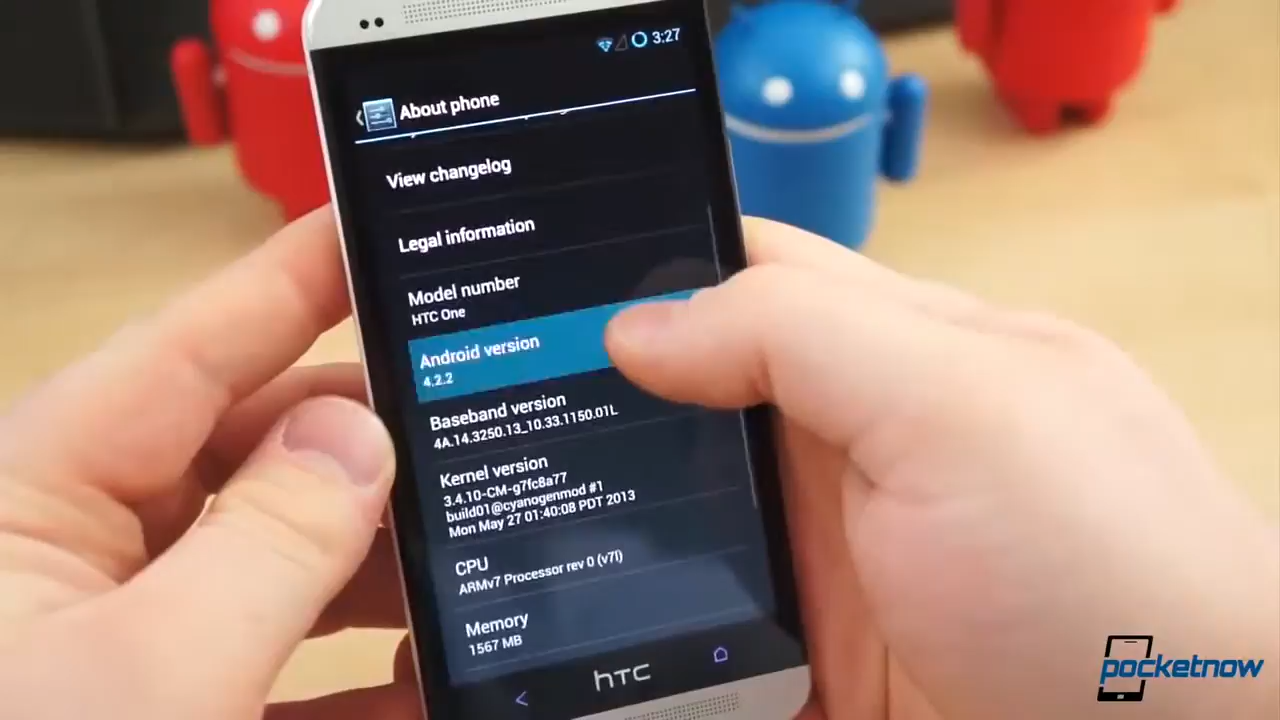 3:27
About phone
View changelog
Legal information
Model number
HTC One
Android version
4.2.2
Baseband version
4A.14.3250.13_10.33.1150.01L
Kernel version
3.4.10-CM-g7fc8a77
build01@cyanogenmod #1
Mon May 27 01:40:08 PDT 2013
CPU
ARMv7 Processor rev 0 (v7l)
Memory
1567 MB
hTC
pocketnow